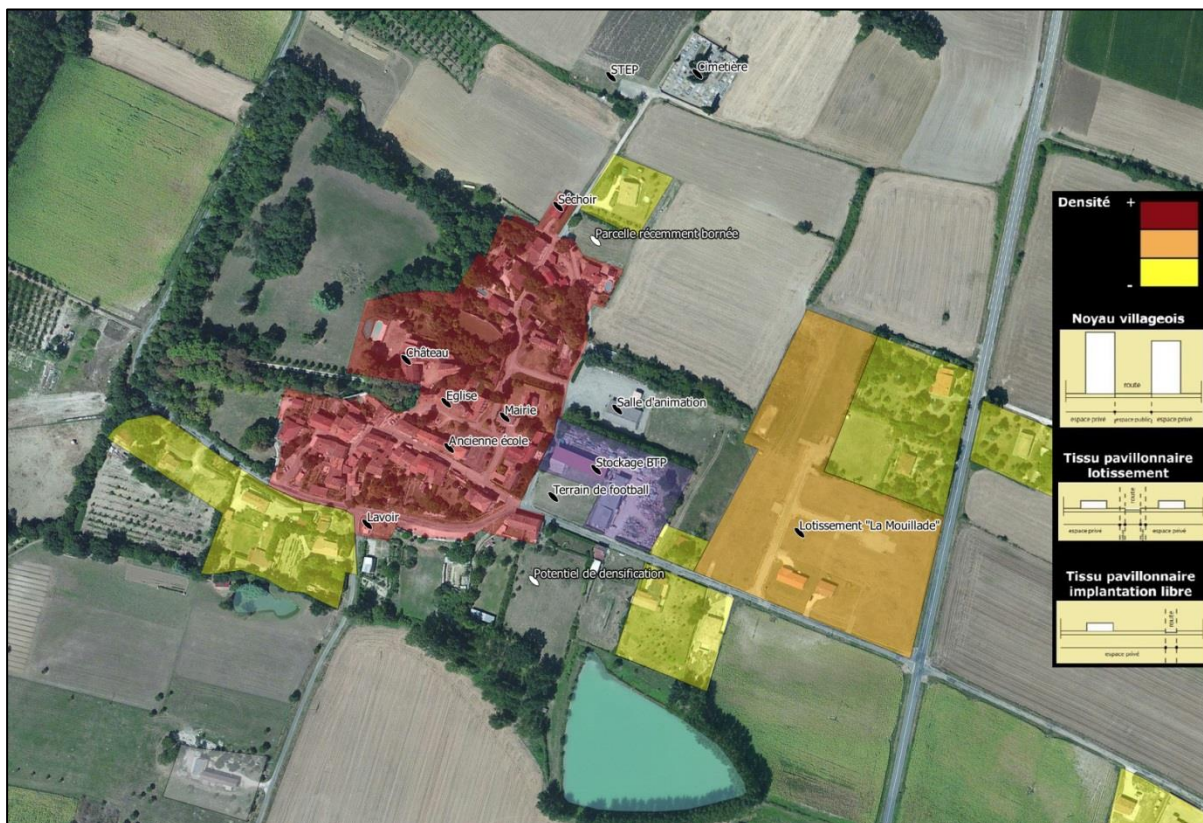 STEP
Cimetière
Séchoir
Parcelle récemment bornée
Château
Eglise
Mairie
Salle d'animation
Ancienne école
Stockage BTP
Terrain de football
Lavoir
Lotissement "La Mouillade"
Potentiel de densification
Densité +
-
Noyau villageois
route
espace privé espace public espace privé
Tissu pavillonnaire
lotissement
route
espace privé espace privé
Tissu pavillonnaire
implantation libre
route
espace privé